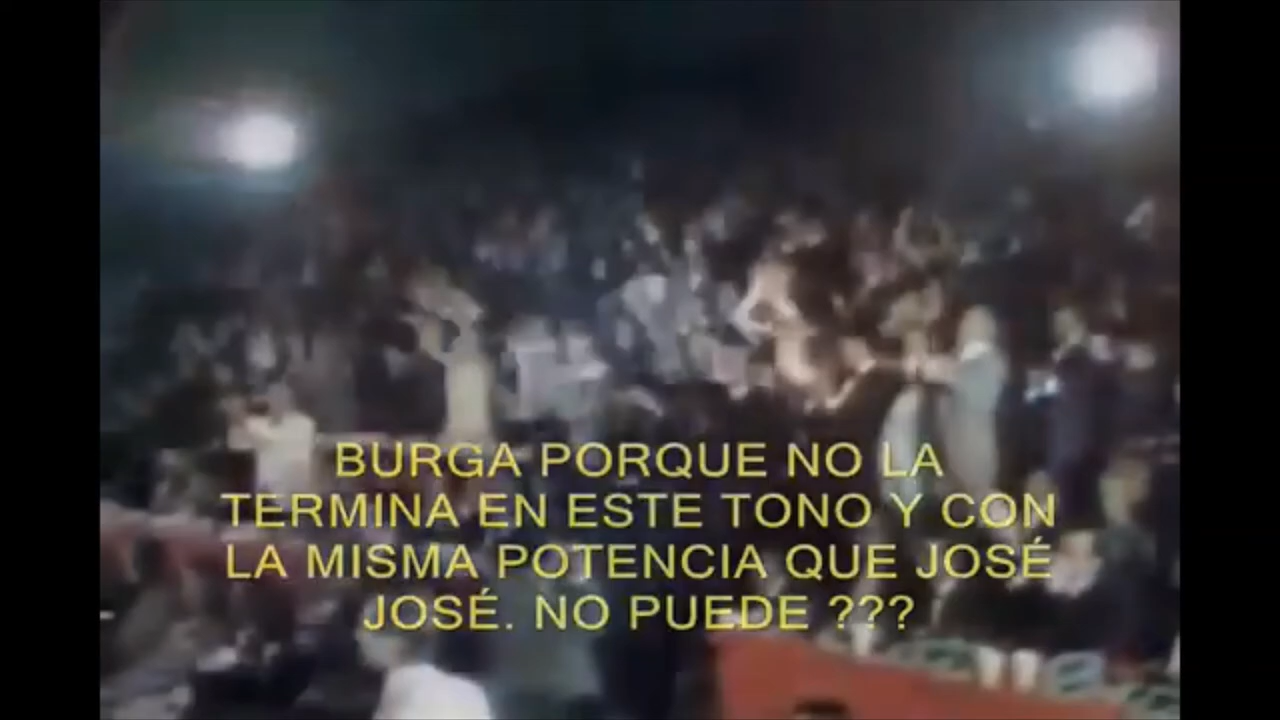 BURGA PORQUE NO LA
TERMINA EN ESTE TONO Y CON
LA MISMA POTENCIA QUE JOSÉ
JOSÉ. NO PUEDE ???